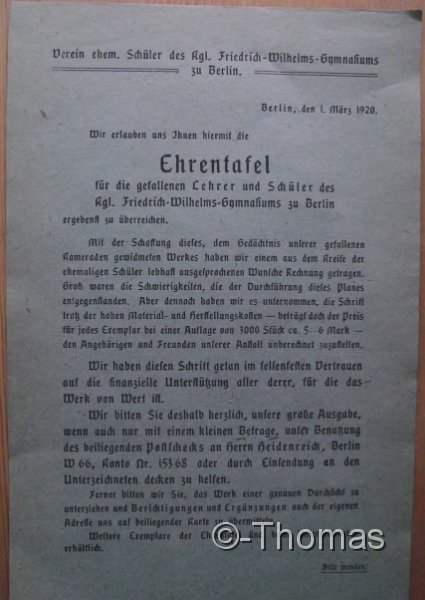 Verein ehem. Schüler des Kgl. Friedrich-Wilhelms-Gymnasiums
zu Berlin.
Berlin, den 1. März 1920.
Wir erlauben uns Ihnen hiermit die
Ehrentafel
für die gefallenen Lehrer und Schüler des
Kgl. Friedrich-Wilhelms-Gymnasiums zu Berlin
ergebenst zu überreichen.
Mit der Schaffung dieses, dem Gedächtnis unserer gefallenen
Kameraden gewidmeten Werkes haben wir einem aus dem Kreise der
ehemaligen Schüler lebhaft ausgesprochenen Wunsche Rechnung getragen.
Groß waren die Schwierigkeiten, die der Durchführung dieses Planes
entgegenstanden. Aber dennoch haben wir es unternommen, die Schrift
trotz der hohen Material- und Herstellungskosten — beträgt doch der Preis
für jedes Exemplar bei einer Auflage von 3000 Stück ca. 5—6 Mark —
den Angehörigen und Freunden unserer Anstalt unberechnet zuzustellen.
Wir haben diesen Schritt getan im felsenfesten Vertrauen
auf die finanzielle Unterstützung aller derer, für die das
Werk von Wert ist.
Wir bitten Sie deshalb herzlich, unsere große Ausgabe,
wenn auch nur mit einem kleinen Betrage, unter Benutzung
des beiliegenden Postschecks an Herrn Heidenreich, Berlin
W 66, Konto Nr. 153 68 oder durch Einsendung an den
Unterzeichneten decken zu helfen.
Ferner bitten wir Sie, das Werk einer genauen Durchsicht zu
unterziehen und Berichtigungen und Ergänzungen auch der eigenen
Adresse uns auf beiliegender Karte zu übermitteln.
Weitere Exemplare der
erhältlich.
Bitte wenden!
©-Thomas